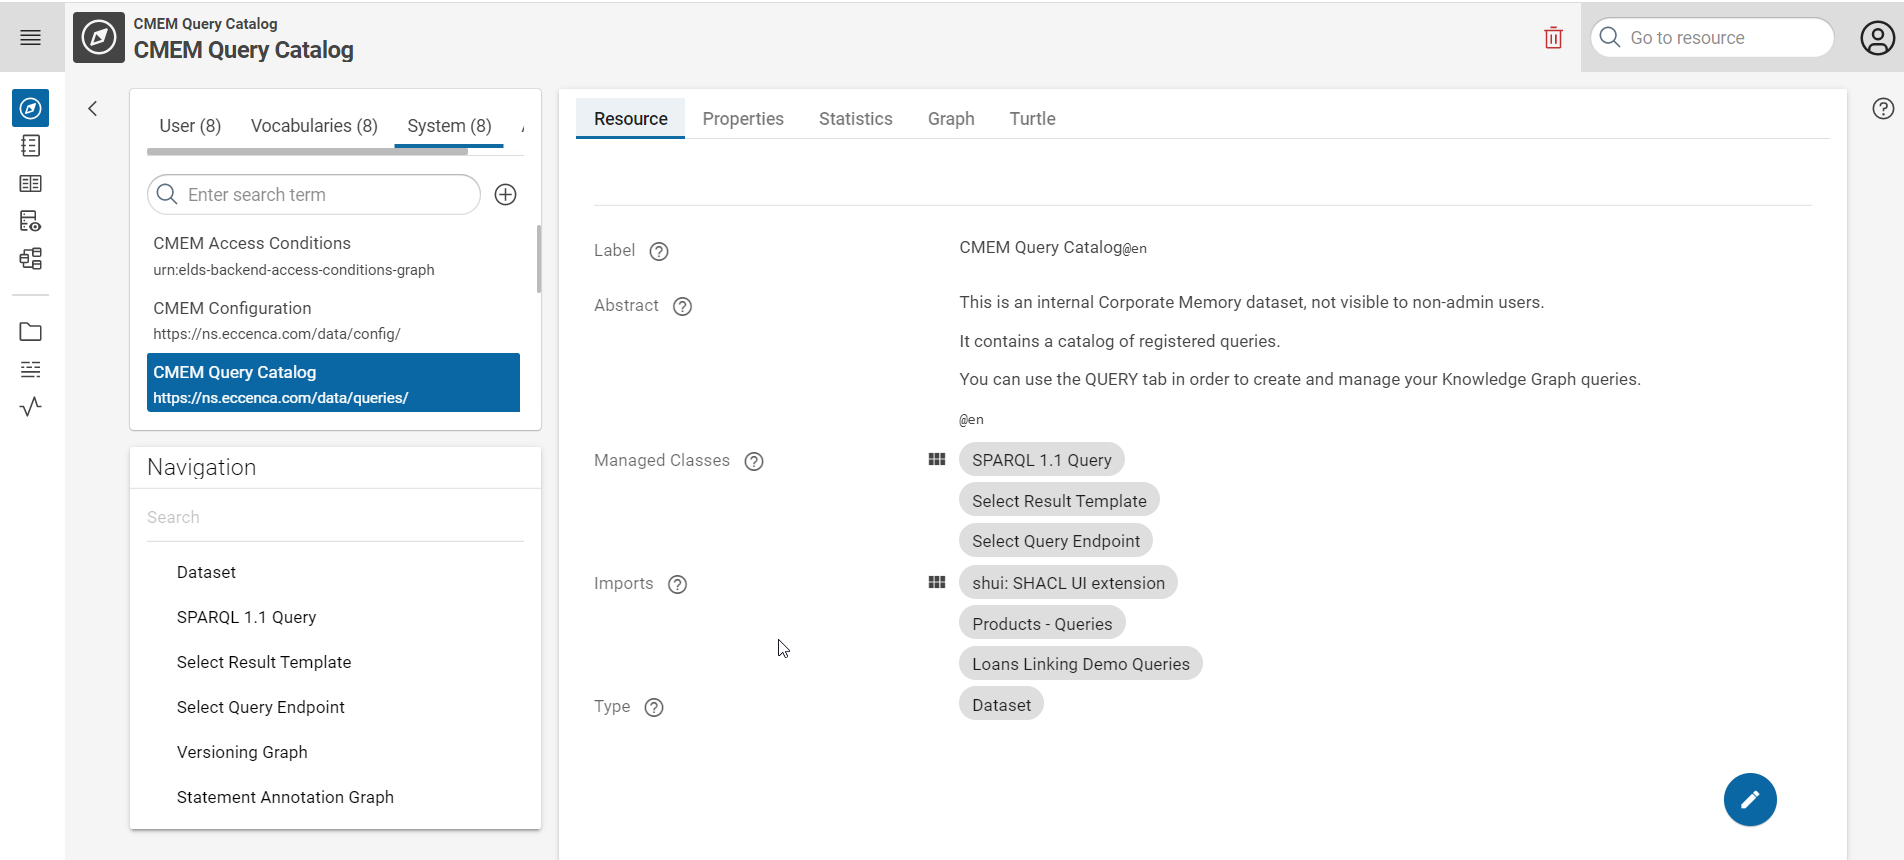 CMEM Query Catalog
CMEM Query Catalog
Go to resource
User (8) Vocabularies (8) System (8)
Enter search term
CMEM Access Conditions
urn:elds-backend-access-conditions-graph
CMEM Configuration
https://ns.eccenca.com/data/config/
CMEM Query Catalog
https://ns.eccenca.com/data/queries/
Navigation
Search
Dataset
SPARQL 1.1 Query
Select Result Template
Select Query Endpoint
Versioning Graph
Statement Annotation Graph
Resource Properties Statistics Graph Turtle
Label CMEM Query Catalog@en
Abstract This is an internal Corporate Memory dataset, not visible to non-admin users.
It contains a catalog of registered queries.
You can use the QUERY tab in order to create and manage your Knowledge Graph queries.
@en
Managed Classes SPARQL 1.1 Query
Select Result Template
Select Query Endpoint
Imports shui: SHACL UI extension
Products - Queries
Loans Linking Demo Queries
Type Dataset